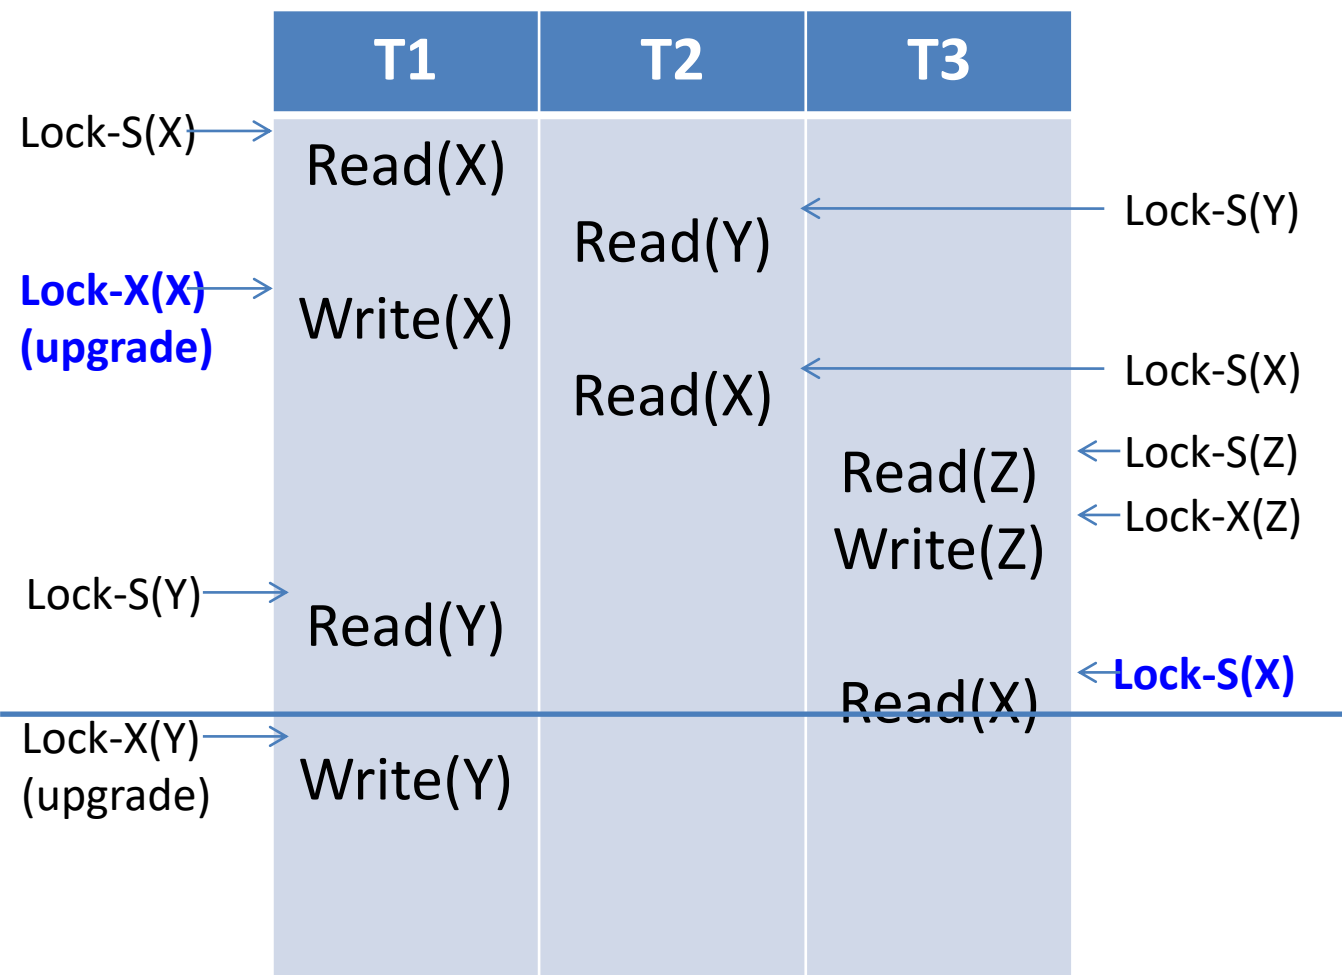 T1 T2 T3
Lock-S(X)
Read(X)
Lock-S(Y)
Read(Y)
Lock-X(X)
(upgrade)
Write(X)
Lock-S(X)
Read(X)
Lock-S(Z)
Read(Z)
Lock-X(Z)
Write(Z)
Lock-S(Y)
Read(Y)
Lock-S(X)
Read(X)
Lock-X(Y)
(upgrade)
Write(Y)